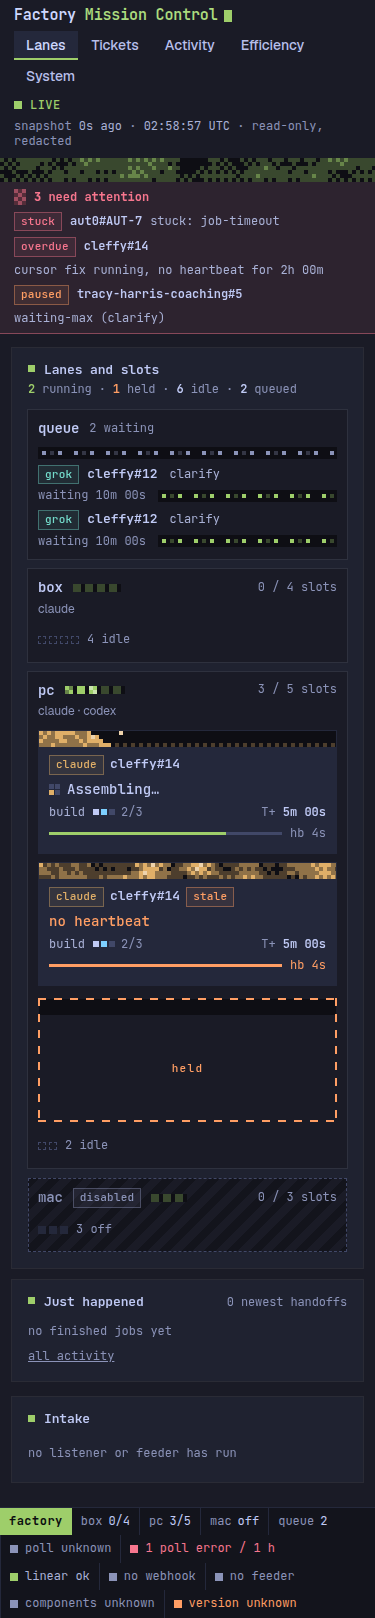 Factory Mission Control
Lanes Tickets Activity Efficiency
System
LIVE
snapshot 0s ago · 02:58:57 UTC · read-only,
redacted
3 need attention
stuck aut0#AUT-7 stuck: job-timeout
overdue cleffy#14
cursor fix running, no heartbeat for 2h 00m
paused tracy-harris-coaching#5
waiting-max (clarify)
Lanes and slots
2 running · 1 held · 6 idle · 2 queued
queue 2 waiting
grok cleffy#12 clarify
waiting 10m 00s
grok cleffy#12 clarify
waiting 10m 00s
box 0 / 4 slots
claude
4 idle
pc 3 / 5 slots
claude · codex
claude cleffy#14
Assembling…
build 2/3 T+ 5m 00s
hb 4s
claude cleffy#14 stale
no heartbeat
build 2/3 T+ 5m 00s
hb 4s
held
2 idle
mac disabled 0 / 3 slots
3 off
Just happened 0 newest handoffs
no finished jobs yet
all activity
Intake
no listener or feeder has run
factory box 0/4 pc 3/5 mac off queue 2
poll unknown 1 poll error / 1 h
linear ok no webhook no feeder
components unknown version unknown